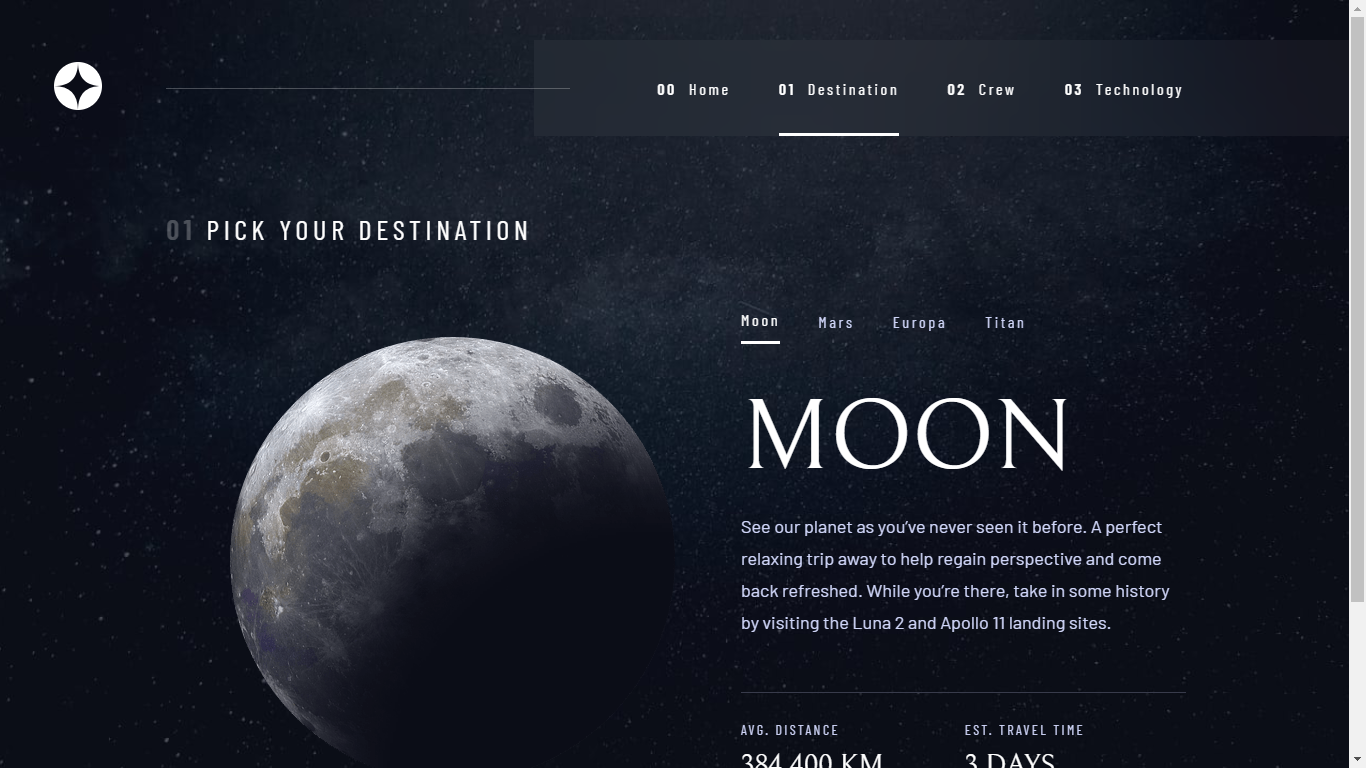 00 Home 01 Destination 02 Crew 03 Technology
01 PICK YOUR DESTINATION
Moon Mars Europa Titan
MOON
See our planet as you’ve never seen it before. A perfect
relaxing trip away to help regain perspective and come
back refreshed. While you’re there, take in some history
by visiting the Luna 2 and Apollo 11 landing sites.
AVG. DISTANCE EST. TRAVEL TIME
384,400 KM 3 DAYS